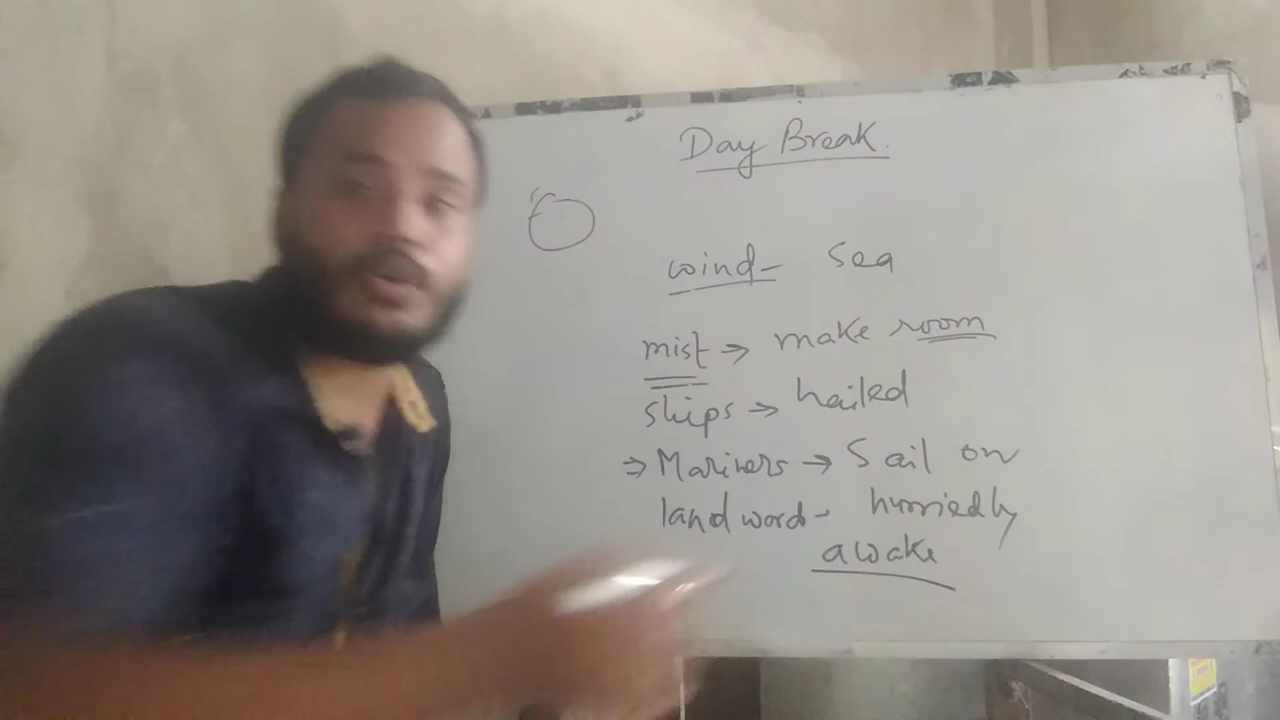 Day Break.
wind- sea
mist → make room
ships → hailed
⇒ Mariners → Sail on
landword- hurriedly
awake